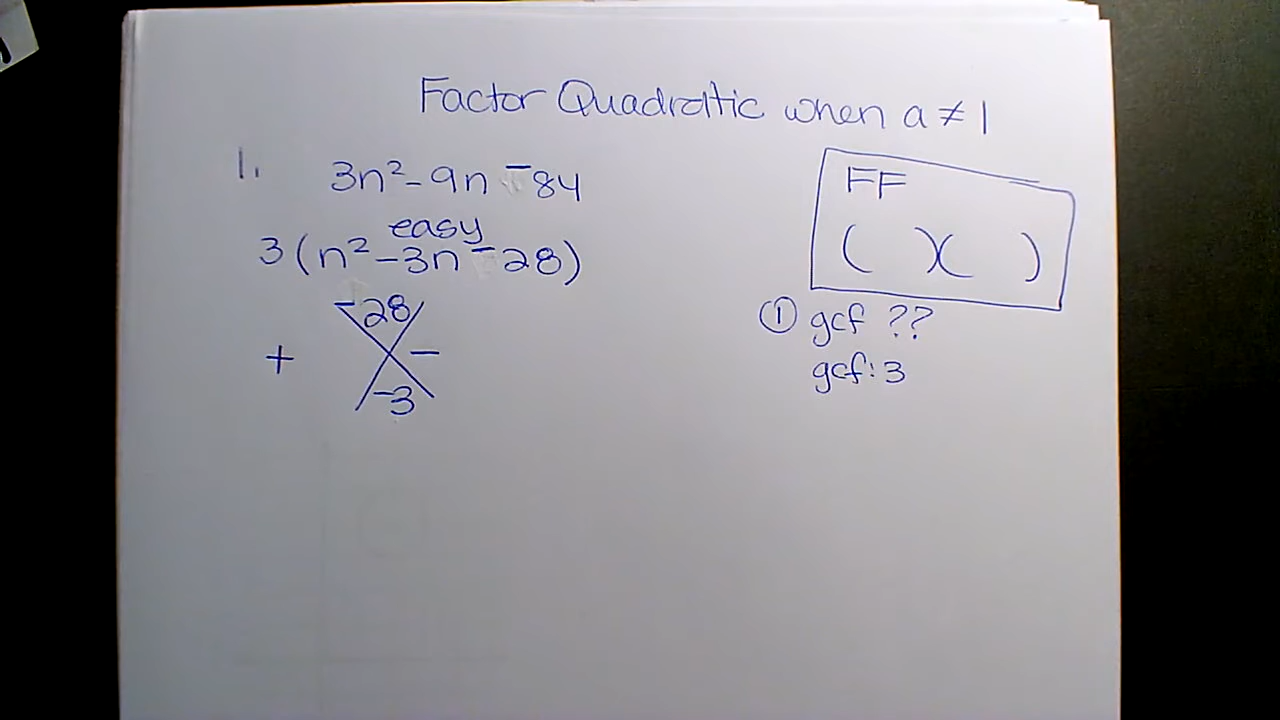 Factor Quadratic when a ≠ 1
1. 3n² - 9n - 84
easy
3(n² - 3n - 28)
-28
+ -
-3
FF
( )( )
① gcf ??
gcf: 3